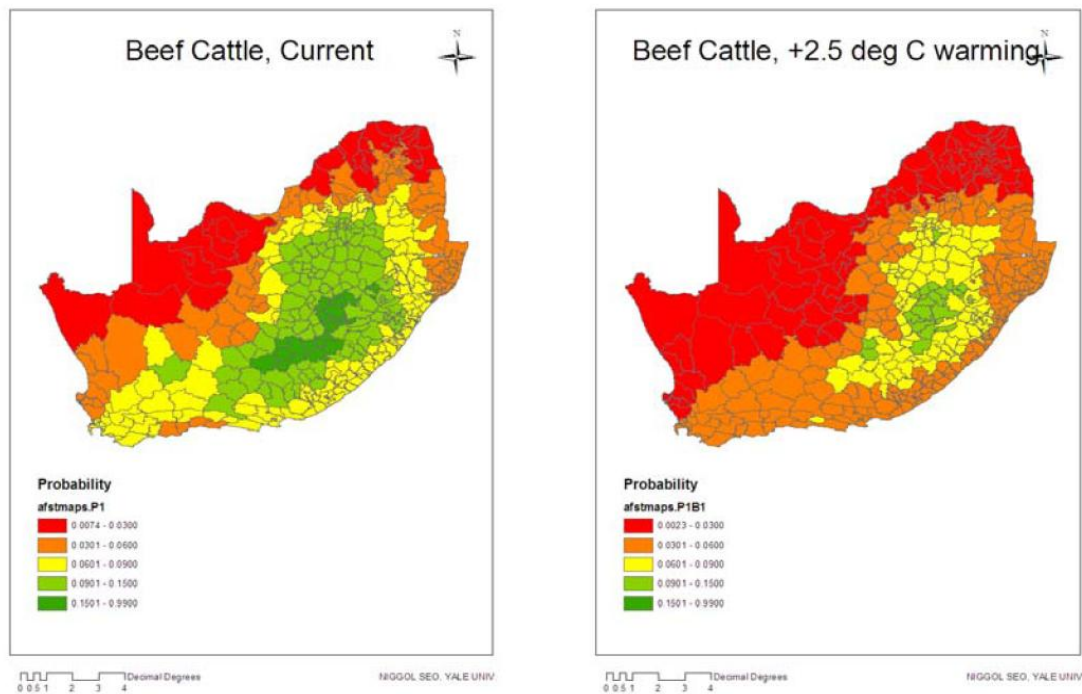 Beef Cattle, Current
N
Probability
afstmaps.P1
0.0074 - 0.0300
0.0301 - 0.0600
0.0601 - 0.0900
0.0901 - 0.1500
0.1501 - 0.9900
Decimal Degrees
0 0.5 1 2 3 4
NIGGOL SEO, YALE UNIV
Beef Cattle, +2.5 deg C warming
N
Probability
afstmaps.P1B1
0.0023 - 0.0300
0.0301 - 0.0600
0.0601 - 0.0900
0.0901 - 0.1500
0.1501 - 0.9900
Decimal Degrees
0 0.5 1 2 3 4
NIGGOL SEO, YALE UNIV